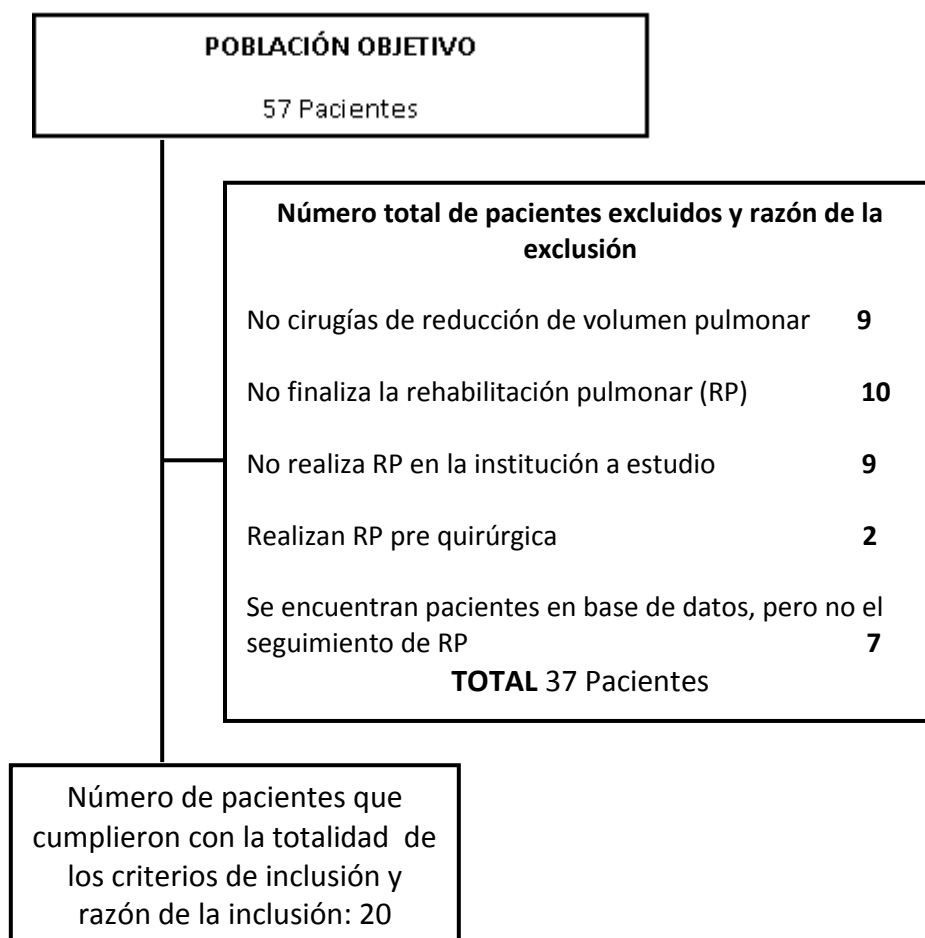 POBLACIÓN OBJETIVO
57 Pacientes
Número total de pacientes excluidos y razón de la
exclusión
No cirugías de reducción de volumen pulmonar 9
No finaliza la rehabilitación pulmonar (RP) 10
No realiza RP en la institución a estudio 9
Realizan RP pre quirúrgica 2
Se encuentran pacientes en base de datos, pero no el
seguimiento de RP 7
TOTAL 37 Pacientes
Número de pacientes que
cumplieron con la totalidad de
los criterios de inclusión y
razón de la inclusión: 20